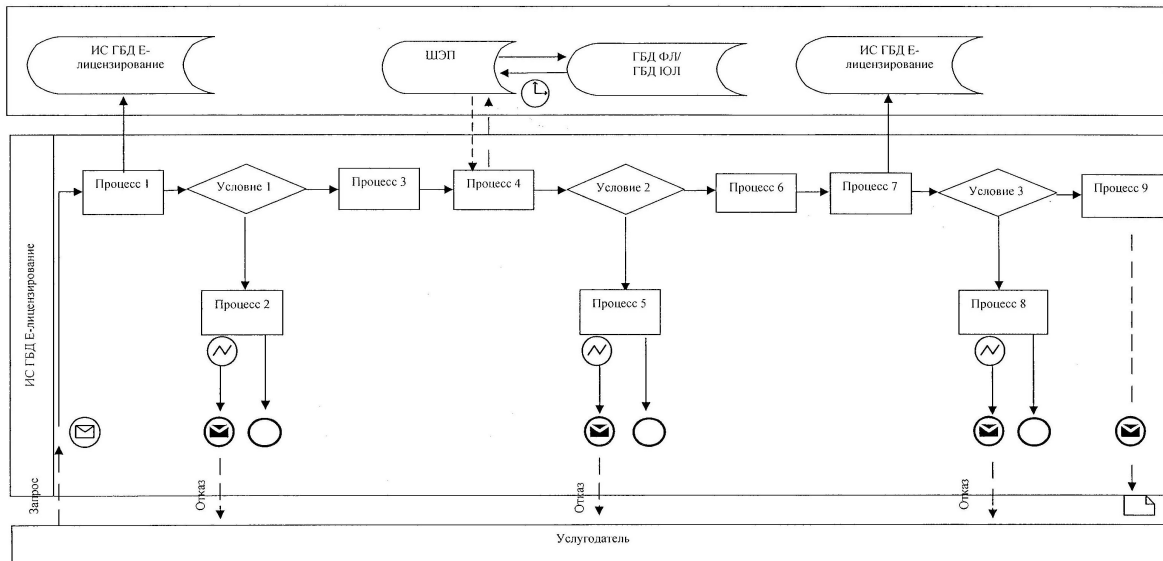 ИС ГБД Е-
лицензирование
ШЭП
ГБД ФЛ/
ГБД ЮЛ
ИС ГБД Е-
лицензирование
ИС ГБД Е-лицензирование
Процесс 1
Условие 1
Процесс 3
Процесс 4
Условие 2
Процесс 6
Процесс 7
Условие 3
Процесс 9
Процесс 2
Процесс 5
Процесс 8
Запрос
Отказ
Отказ
Отказ
Услугодатель